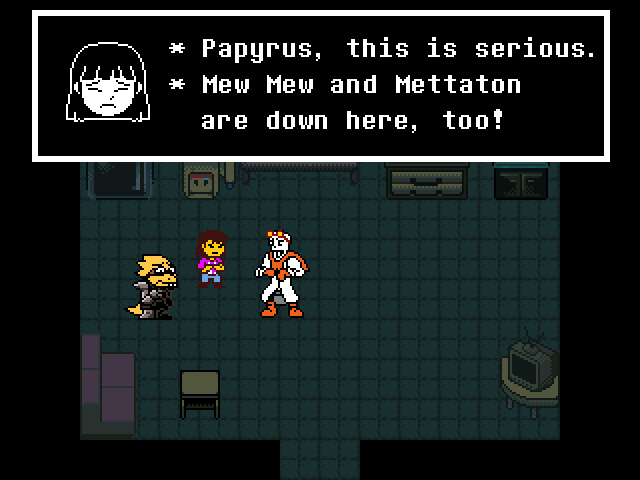 * Papyrus, this is serious.
* Mew Mew and Mettaton
are down here, too!